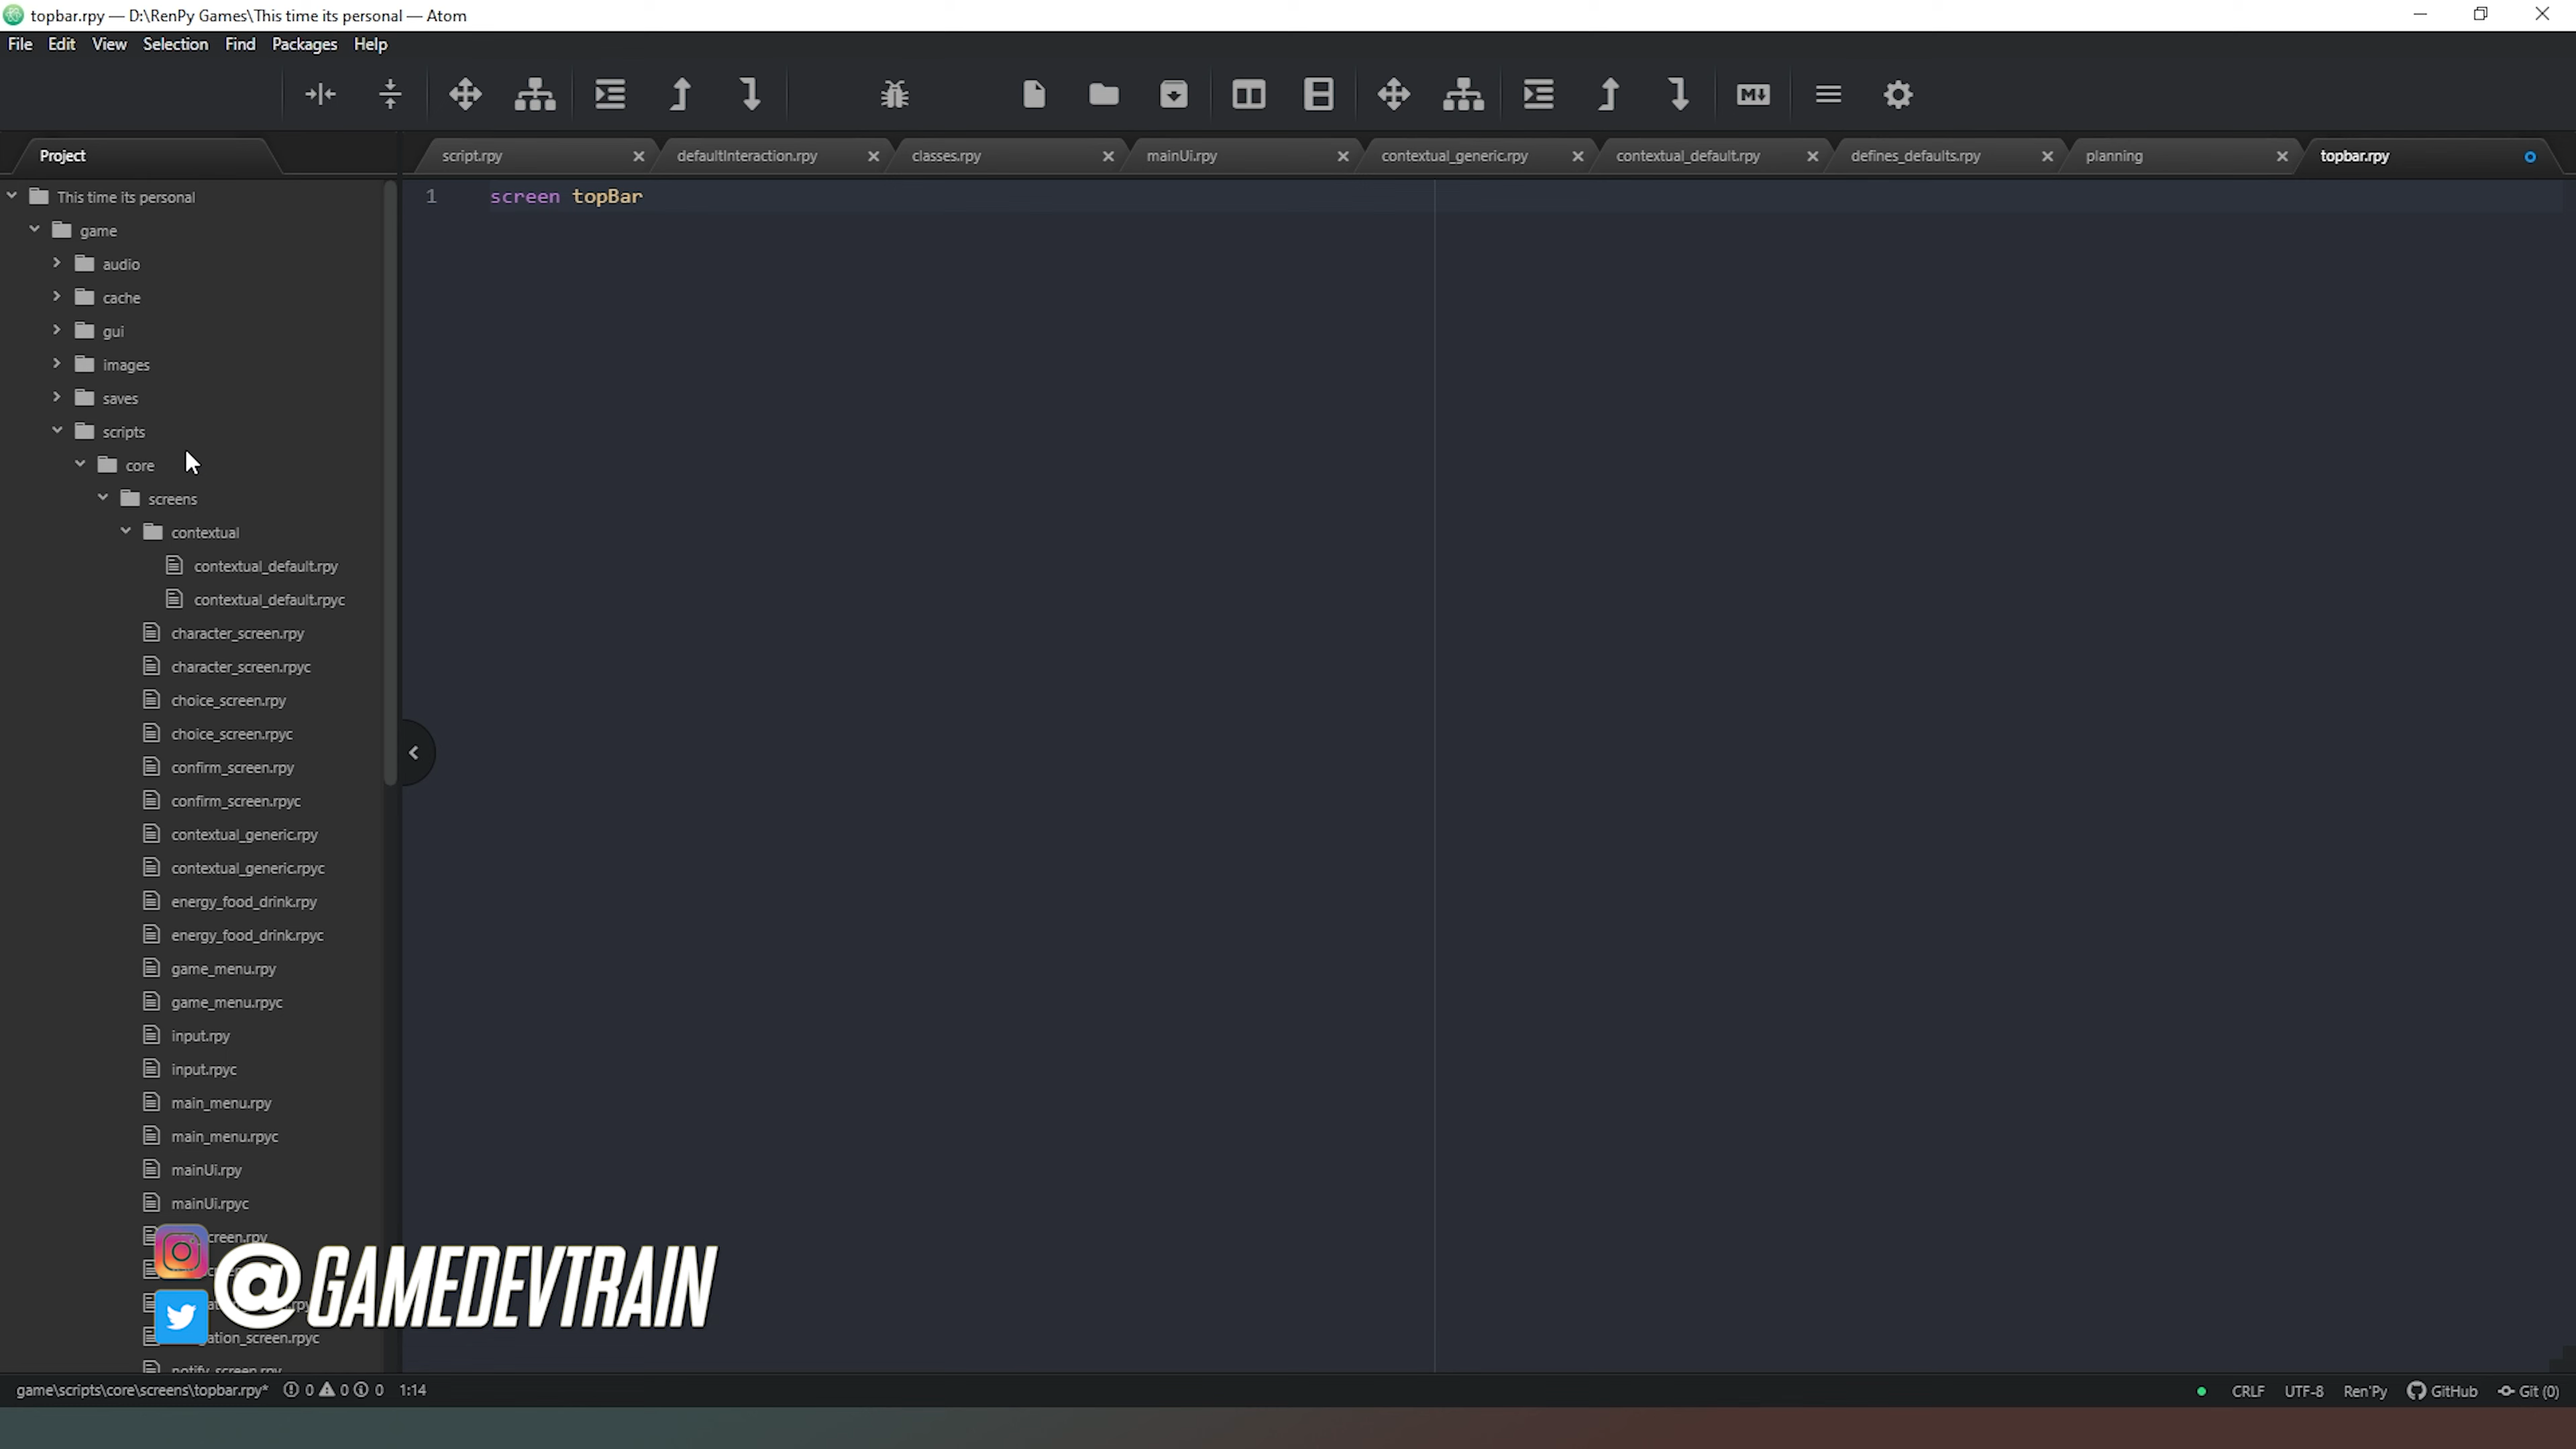 topbar.rpy — D:\RenPy Games\This time its personal — Atom
File Edit View Selection Find Packages Help
Project
script.rpy
defaultInteraction.rpy
classes.rpy
mainUi.rpy
contextual_generic.rpy
contextual_default.rpy
defines_defaults.rpy
planning
topbar.rpy
This time its personal
game
audio
cache
gui
images
saves
scripts
core
screens
contextual
contextual_default.rpy
contextual_default.rpyc
character_screen.rpy
character_screen.rpyc
choice_screen.rpy
choice_screen.rpyc
confirm_screen.rpy
confirm_screen.rpyc
contextual_generic.rpy
contextual_generic.rpyc
energy_food_drink.rpy
energy_food_drink.rpyc
game_menu.rpy
game_menu.rpyc
input.rpy
input.rpyc
main_menu.rpy
main_menu.rpyc
mainUi.rpy
mainUi.rpyc
notify_screen.rpy
1 screen topBar
@GAMEDEVTRAIN
game\scripts\core\screens\topbar.rpy* 0 0 0 1:14
CRLF UTF-8 Ren'Py GitHub Git (0)